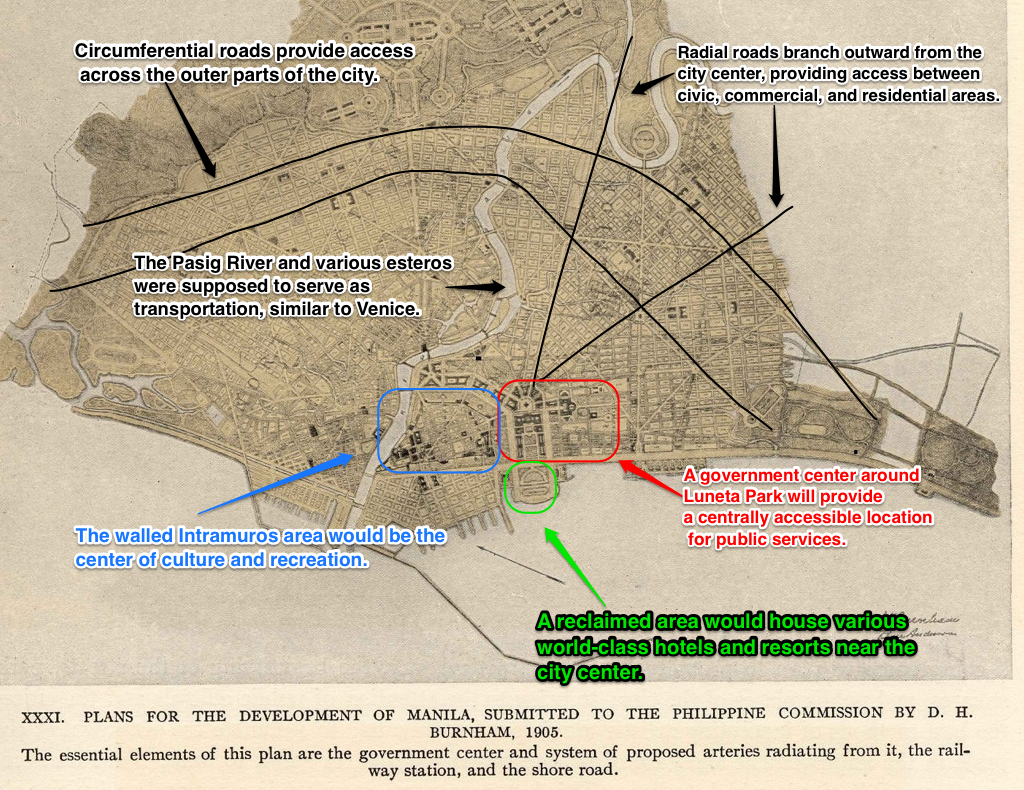 Circumferential roads provide access
across the outer parts of the city.
Radial roads branch outward from the
city center, providing access between
civic, commercial, and residential areas.
The Pasig River and various esteros
were supposed to serve as
transportation, similar to Venice.
A government center around
Luneta Park will provide
a centrally accessible location
for public services.
The walled Intramuros area would be the
center of culture and recreation.
A reclaimed area would house various
world-class hotels and resorts near the
city center.
XXXI. PLANS FOR THE DEVELOPMENT OF MANILA, SUBMITTED TO THE PHILIPPINE COMMISSION BY D. H.
BURNHAM, 1905.
The essential elements of this plan are the government center and system of proposed arteries radiating from it, the rail-
way station, and the shore road.